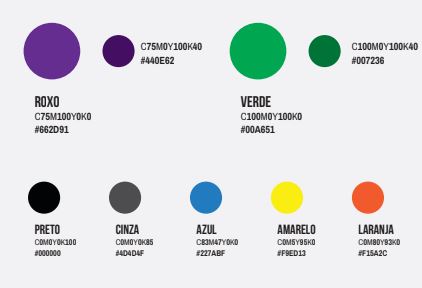 C75M0Y100K40
#440E62
C100M0Y100K40
#007236
ROXO
C75M100Y0K0
#662D91
VERDE
C100M0Y100K0
#00A651
PRETO
C0M0Y0K100
#000000
CINZA
C0M0Y0K85
#4D4D4F
AZUL
C83M47Y0K0
#227ABF
AMARELO
C0M5Y95K0
#F9ED13
LARANJA
C0M80Y93K0
#F15A2C